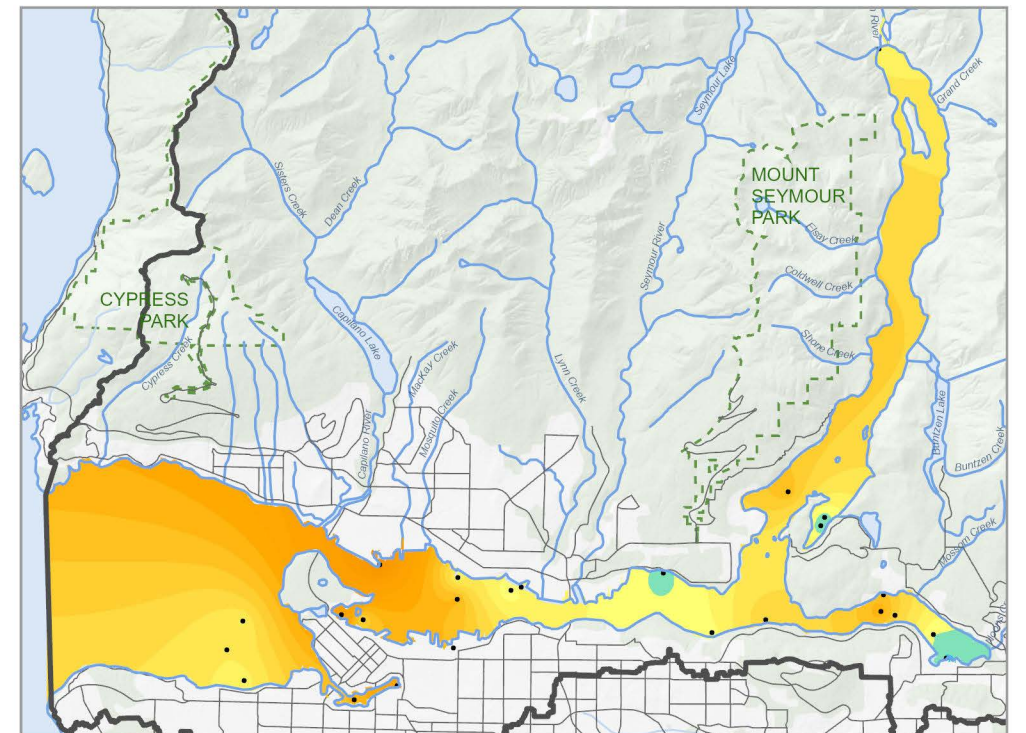 River
Grand Creek
Seymour Lake
MOUNT
SEYMOUR
PARK
Sisters Creek
Dean Creek
Elsay Creek
Seymour River
Coldwell Creek
CYPRESS
PARK
Capilano Lake
Cypress Creek
Shone Creek
MacKay Creek
Lynn Creek
Mosquito Creek
Capilano River
Buntzen Lake
Buntzen Creek
Mossom Creek